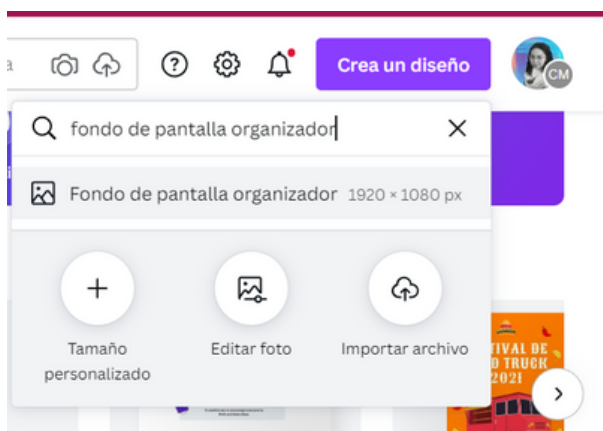 a
Crea un diseño
CM
fondo de pantalla organizador
Fondo de pantalla organizador 1920 × 1080 px
Tamaño
personalizado
Editar foto
Importar archivo
TIVAL DE
D TRUCK
2021